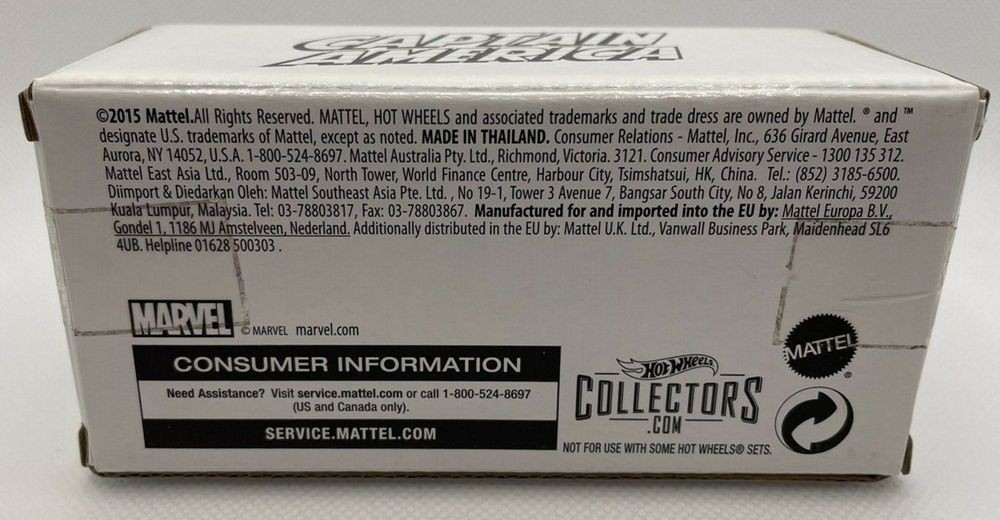 CAPTAIN
AMERICA
©2015 Mattel.All Rights Reserved. MATTEL, HOT WHEELS and associated trademarks and trade dress are owned by Mattel. ® and ™
designate U.S. trademarks of Mattel, except as noted. MADE IN THAILAND. Consumer Relations - Mattel, Inc., 636 Girard Avenue, East
Aurora, NY 14052, U.S.A. 1-800-524-8697. Mattel Australia Pty. Ltd., Richmond, Victoria. 3121. Consumer Advisory Service - 1300 135 312.
Mattel East Asia Ltd., Room 503-09, North Tower, World Finance Centre, Harbour City, Tsimshatsui, HK, China. Tel.: (852) 3185-6500.
Diimport & Diedarkan Oleh: Mattel Southeast Asia Pte. Ltd. , No 19-1, Tower 3 Avenue 7, Bangsar South City, No 8, Jalan Kerinchi, 59200
Kuala Lumpur, Malaysia. Tel: 03-78803817, Fax: 03-78803867. Manufactured for and imported into the EU by: Mattel Europa B.V.,
Gondel 1, 1186 MJ Amstelveen, Nederland. Additionally distributed in the EU by: Mattel U.K. Ltd., Vanwall Business Park, Maidenhead SL6
4UB. Helpline 01628 500303 .
MARVEL © MARVEL marvel.com
CONSUMER INFORMATION
Need Assistance? Visit service.mattel.com or call 1-800-524-8697
(US and Canada only).
SERVICE.MATTEL.COM
HOT WHEELS
COLLECTORS
.COM
NOT FOR USE WITH SOME HOT WHEELS® SETS.
MATTEL
®